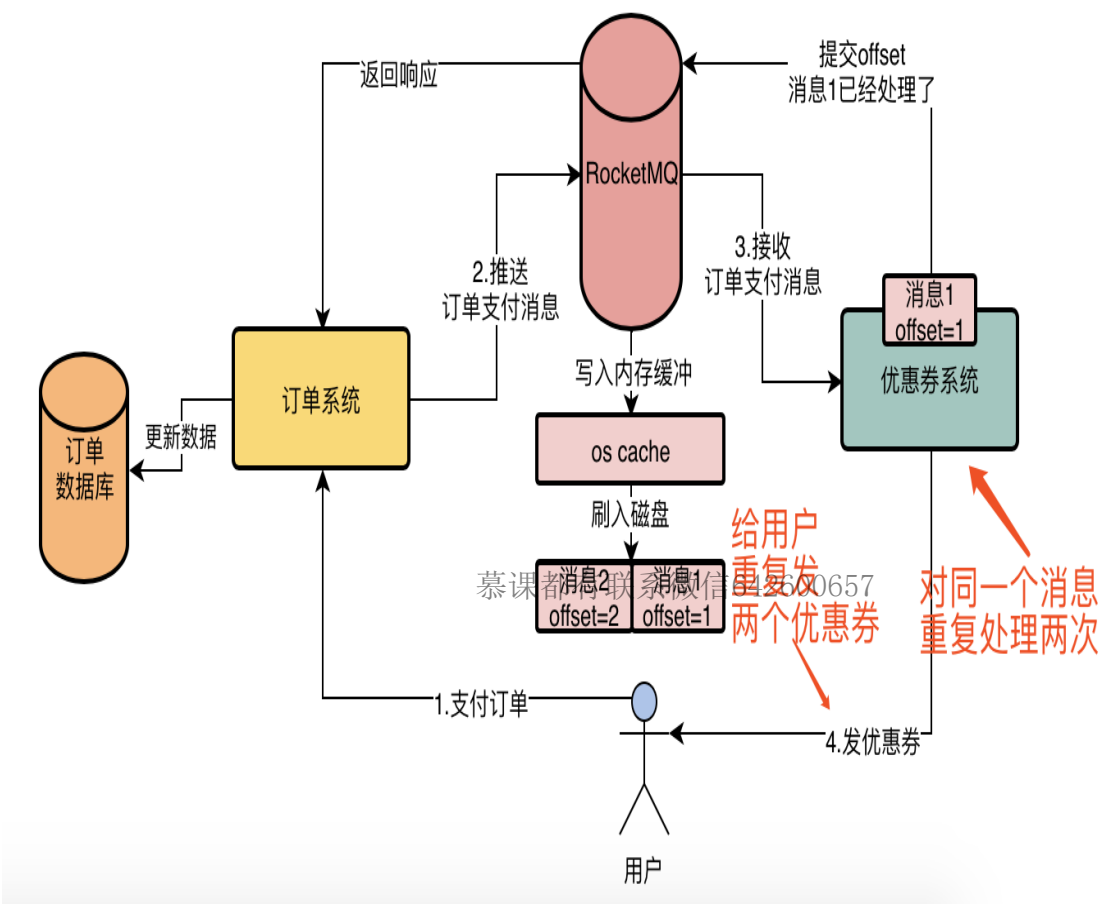 提交offset
消息1已经处理了
返回响应
RocketMQ
3.接收
订单支付消息
2.推送
订单支付消息
消息1
offset=1
优惠券系统
写入内存缓冲
订单系统
更新数据
订单
数据库
os cache
刷入磁盘
给用户
重复发
两个优惠券
消息2
offset=2
消息1
offset=1
对同一个消息
重复处理两次
1.支付订单
4.发优惠券
用户